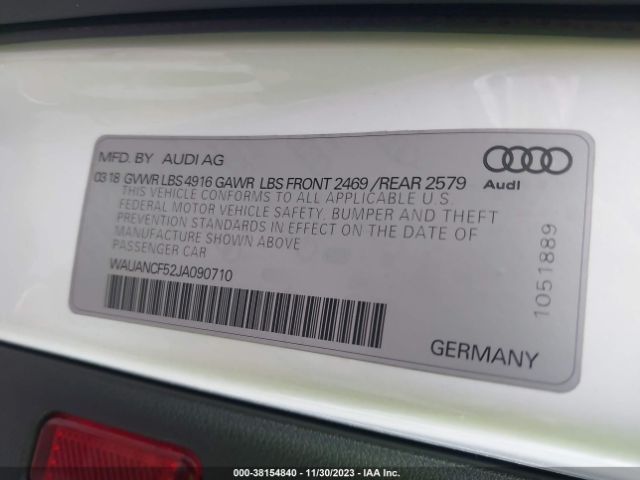 MFD. BY AUDI AG
03 18 GVWR LBS 4916 GAWR LBS FRONT 2469 /REAR 2579
THIS VEHICLE CONFORMS TO ALL APPLICABLE U.S.
FEDERAL MOTOR VEHICLE SAFETY, BUMPER AND THEFT
PREVENTION STANDARDS IN EFFECT ON THE DATE OF
MANUFACTURE SHOWN ABOVE
PASSENGER CAR
WAUANCF52JA090710
Audi
1051889
GERMANY
000-38154840 - 11/30/2023 - IAA Inc.